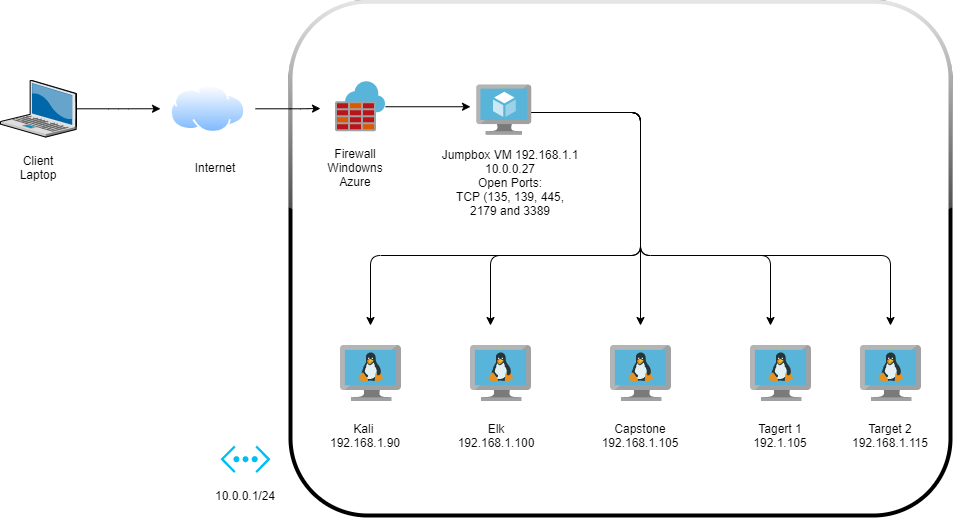 Client
Laptop
Internet
Firewall
Windowns
Azure
Jumpbox VM 192.168.1.1
10.0.0.27
Open Ports:
TCP (135, 139, 445,
2179 and 3389
Kali
192.168.1.90
Elk
192.168.1.100
Capstone
192.168.1.105
Tagert 1
192.1.105
Target 2
192.168.1.115
10.0.0.1/24